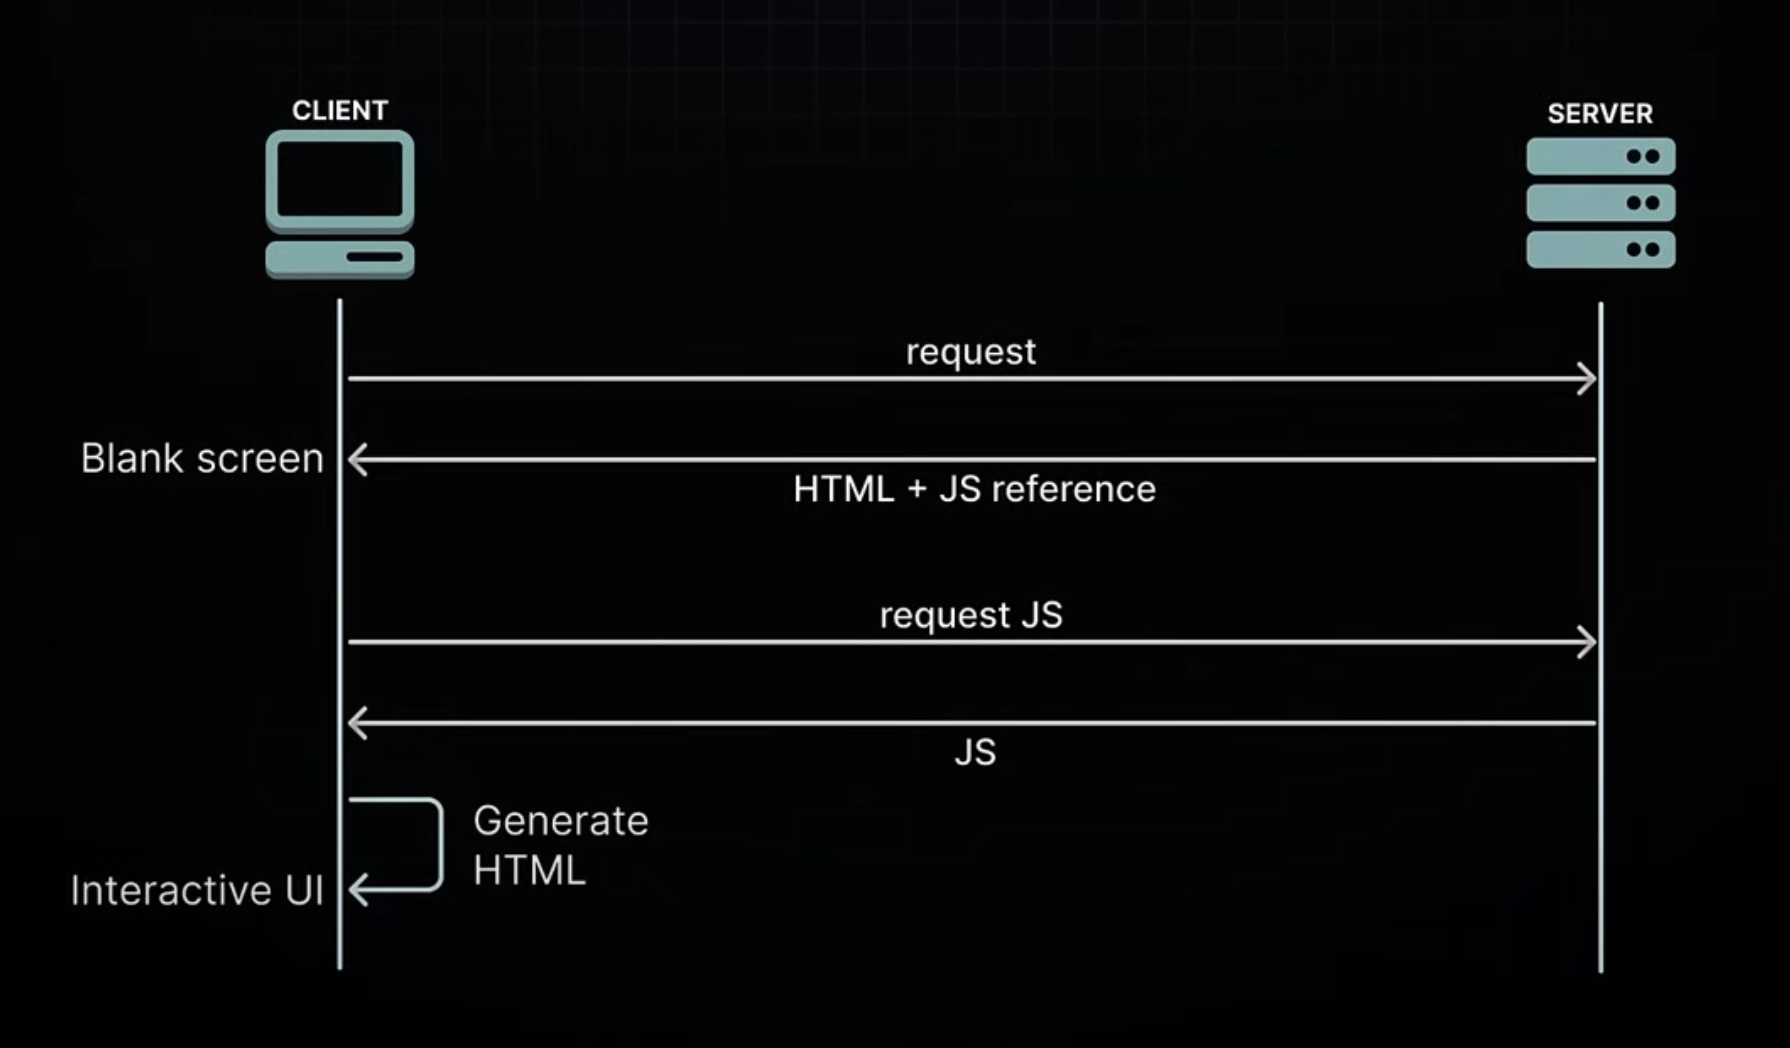 CLIENT
SERVER
request
Blank screen
HTML + JS reference
request JS
JS
Generate
HTML
Interactive UI